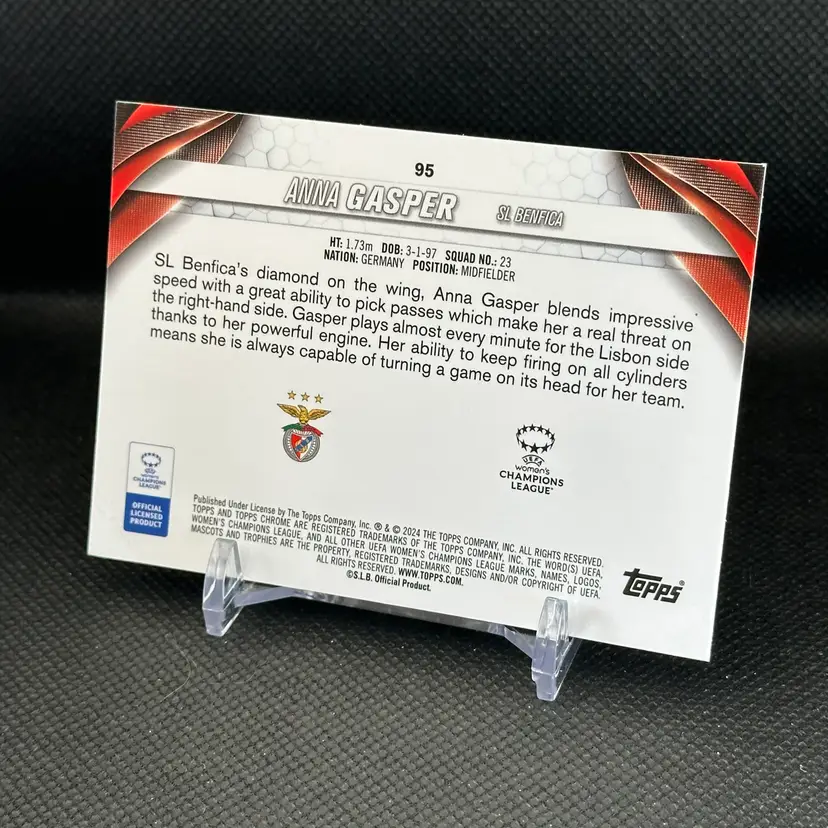 95
ANNA GASPER SL BENFICA
HT: 1.73m DOB: 3-1-97 SQUAD NO.: 23
NATION: GERMANY POSITION: MIDFIELDER
SL Benfica's diamond on the wing, Anna Gasper blends impressive
speed with a great ability to pick passes which make her a real threat on
the right-hand side. Gasper plays almost every minute for the Lisbon side
thanks to her powerful engine. Her ability to keep firing on all cylinders
means she is always capable of turning a game on its head for her team.
UEFA
women's
CHAMPIONS
LEAGUE
women's
CHAMPIONS
LEAGUE
OFFICIAL
LICENSED
PRODUCT
Published Under License by The Topps Company, Inc. ® & © 2024 THE TOPPS COMPANY, INC. ALL RIGHTS RESERVED.
TOPPS AND TOPPS CHROME ARE REGISTERED TRADEMARKS OF THE TOPPS COMPANY, INC. THE WORD(S) UEFA,
WOMEN'S CHAMPIONS LEAGUE, AND ALL OTHER UEFA WOMEN'S CHAMPIONS LEAGUE MARKS, NAMES, LOGOS,
MASCOTS AND TROPHIES ARE THE PROPERTY, REGISTERED TRADEMARKS, DESIGNS AND/OR COPYRIGHT OF UEFA.
ALL RIGHTS RESERVED. WWW.TOPPS.COM.
©S.L.B. Official Product.
topps®